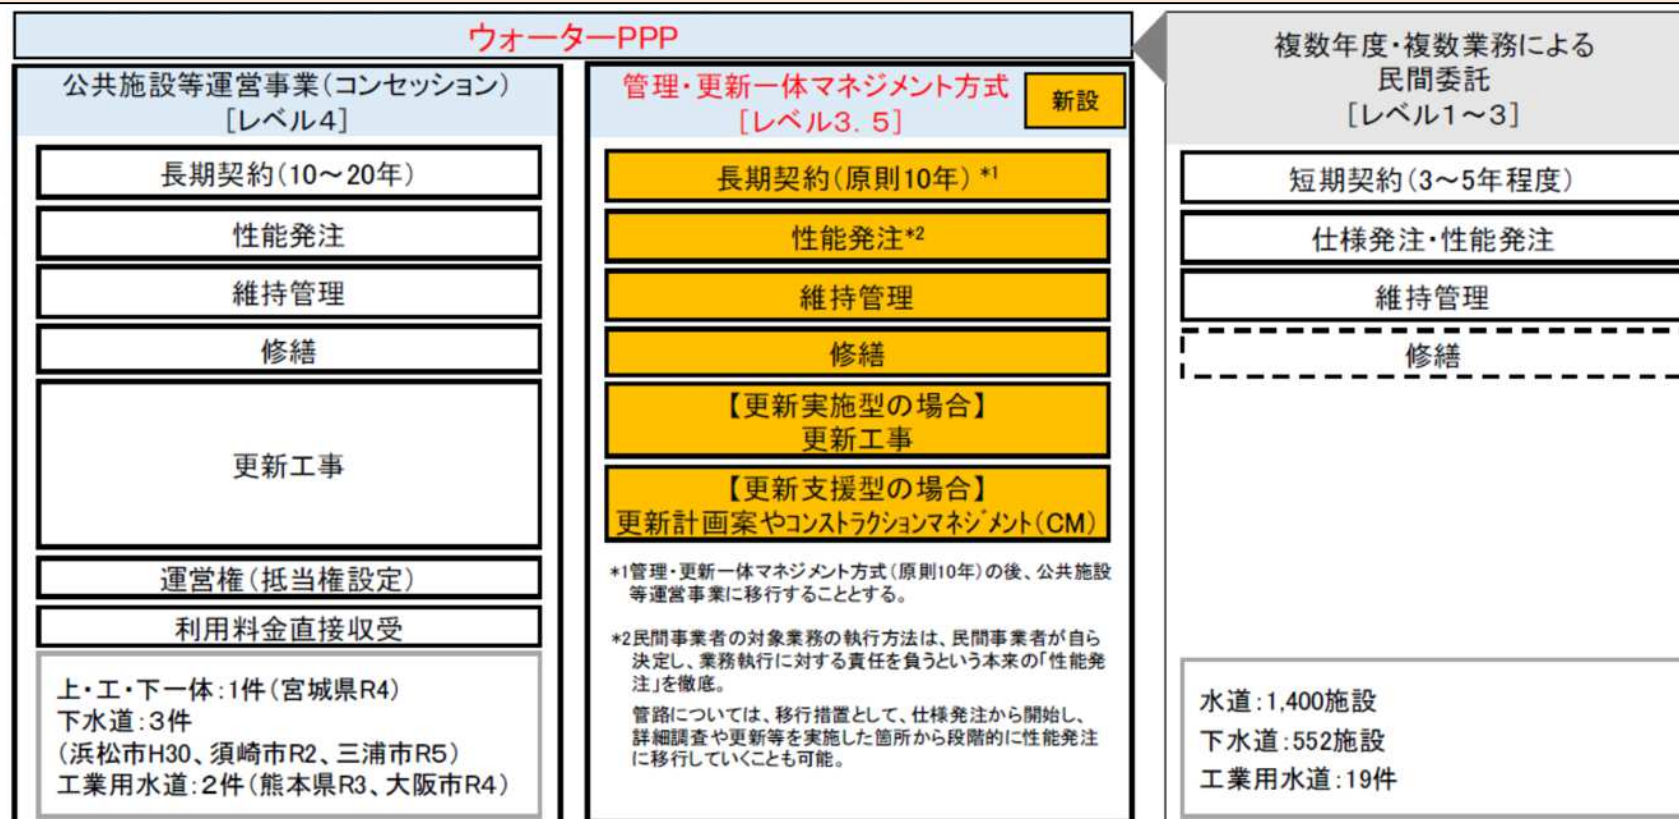 ウォーターPPP
公共施設等運営事業(コンセッション)
[レベル4]
長期契約(10～20年)
性能発注
維持管理
修繕
更新工事
運営権(抵当権設定)
利用料金直接収受
上・工・下一体:1件(宮城県R4)
下水道:3件
(浜松市H30、須崎市R2、三浦市R5)
工業用水道:2件(熊本県R3、大阪市R4)
管理・更新一体マネジメント方式
[レベル3.5]
新設
長期契約(原則10年)*1
性能発注*2
維持管理
修繕
【更新実施型の場合】
更新工事
【更新支援型の場合】
更新計画案やコンストラクションマネジメント(CM)
*1管理・更新一体マネジメント方式(原則10年)の後、公共施設
等運営事業に移行することとする。
*2民間事業者の対象業務の執行方法は、民間事業者が自ら
決定し、業務執行に対する責任を負うという本来の「性能発
注」を徹底。
管路については、移行措置として、仕様発注から開始し、
詳細調査や更新等を実施した箇所から段階的に性能発注
に移行していくことも可能。
複数年度・複数業務による
民間委託
[レベル1～3]
短期契約(3～5年程度)
仕様発注・性能発注
維持管理
修繕
水道:1,400施設
下水道:552施設
工業用水道:19件